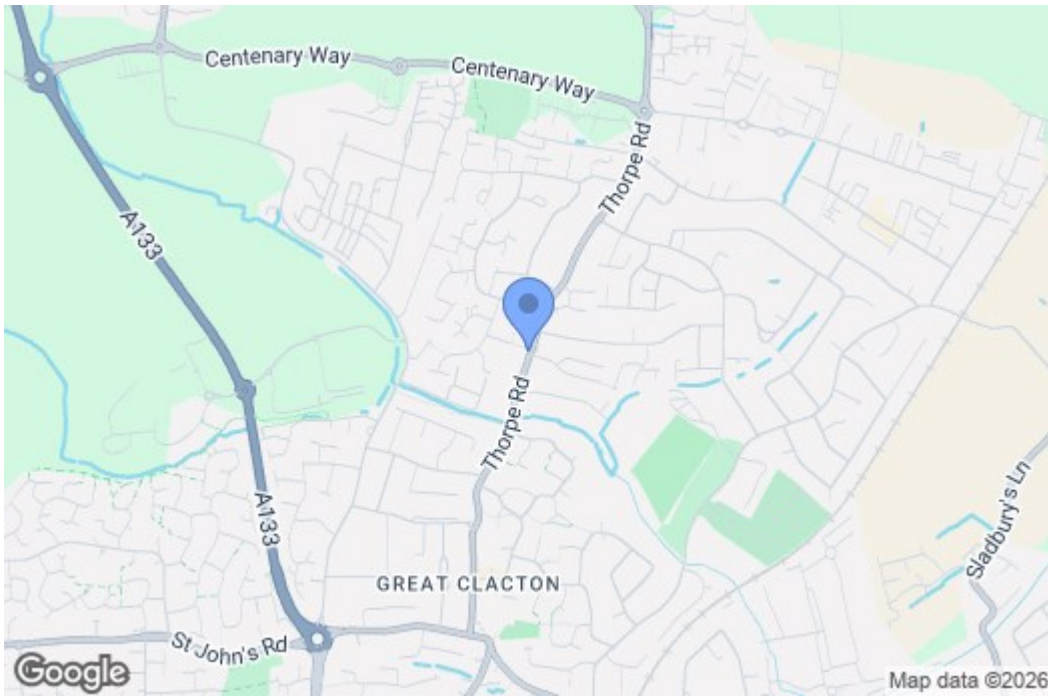 Centenary Way
Centenary Way
Thorpe Rd
A133
Thorpe Rd
A133
Sladbury's Ln
GREAT CLACTON
St John's Rd
Google
Map data ©2026